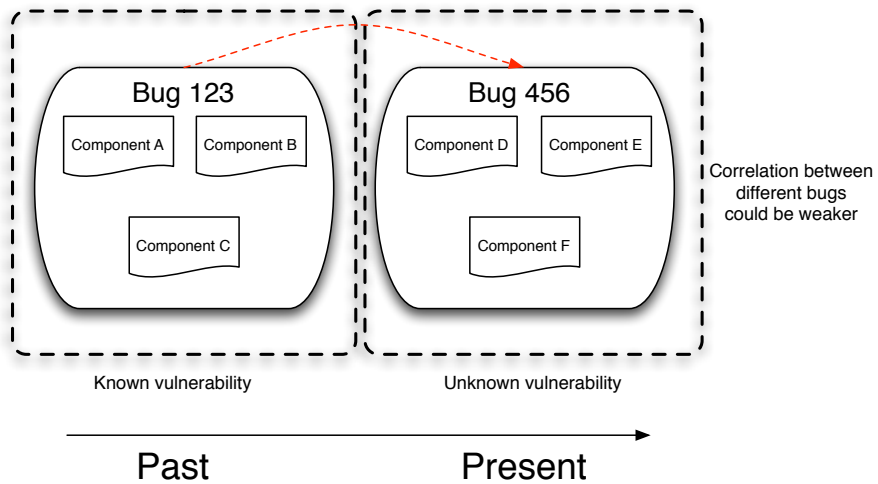 Bug 123
Component A
Component B
Component C
Bug 456
Component D
Component E
Component F
Correlation between
different bugs
could be weaker
Known vulnerability
Unknown vulnerability
Past
Present